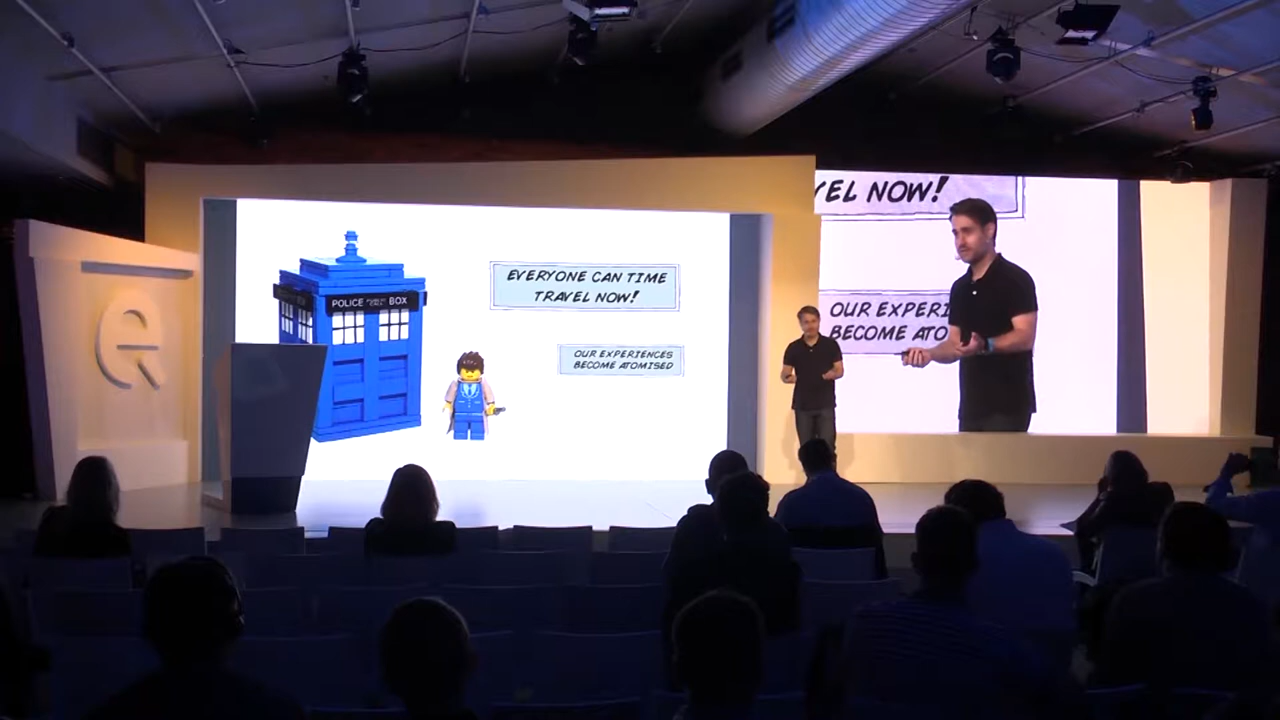 EVERYONE CAN TIME
TRAVEL NOW!
OUR EXPERIENCES
BECOME ATOMISED
POLICE BOX
VEL NOW!
OUR EXPERI
BECOME ATO